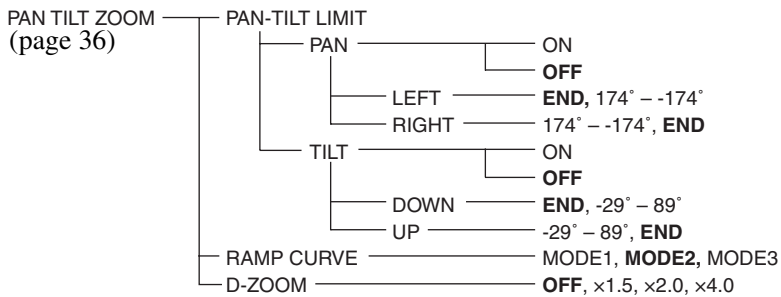 PAN TILT ZOOM PAN-TILT LIMIT
(page 36) PAN ON
OFF
LEFT END, 174° – -174°
RIGHT 174° – -174°, END
TILT ON
OFF
DOWN END, -29° – 89°
UP -29° – 89°, END
RAMP CURVE MODE1, MODE2, MODE3
D-ZOOM OFF, ×1.5, ×2.0, ×4.0